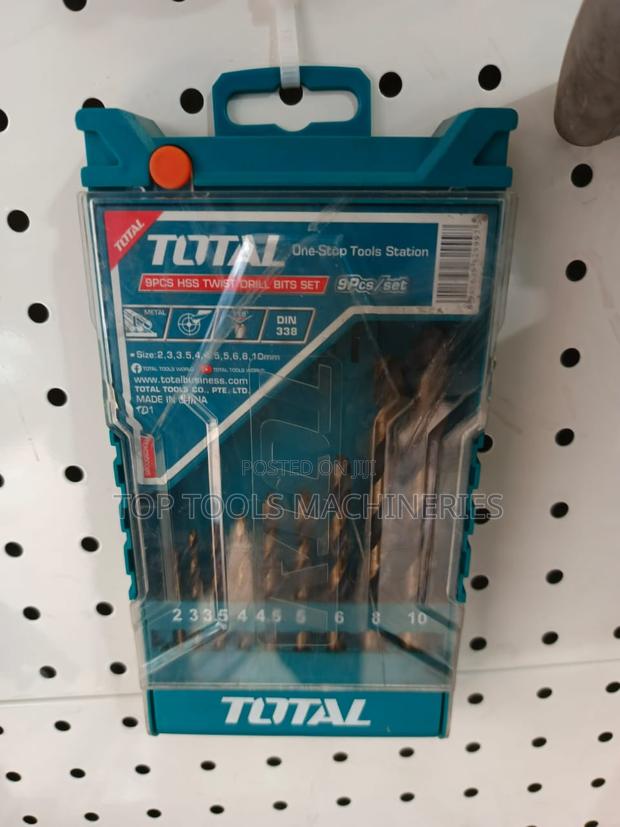 TOTAL
TOTAL One-Stop Tools Station
9PCS HSS TWIST DRILL BITS SET 9Pcs/set
METAL
DIN
338
Size:2,3,3.5,4,4.5,5,6,8,10mm
TOTAL TOOLS WORLD TOTAL TOOLS WORLD
www.totalbusiness.com
TOTAL TOOLS CO., PTE. LTD.
MADE IN CHINA
TD1
POSTED ON JIJI
TOP TOOLS MACHINERIES
2 3 3.5 4 4.5 5 6 8 10
TOTAL